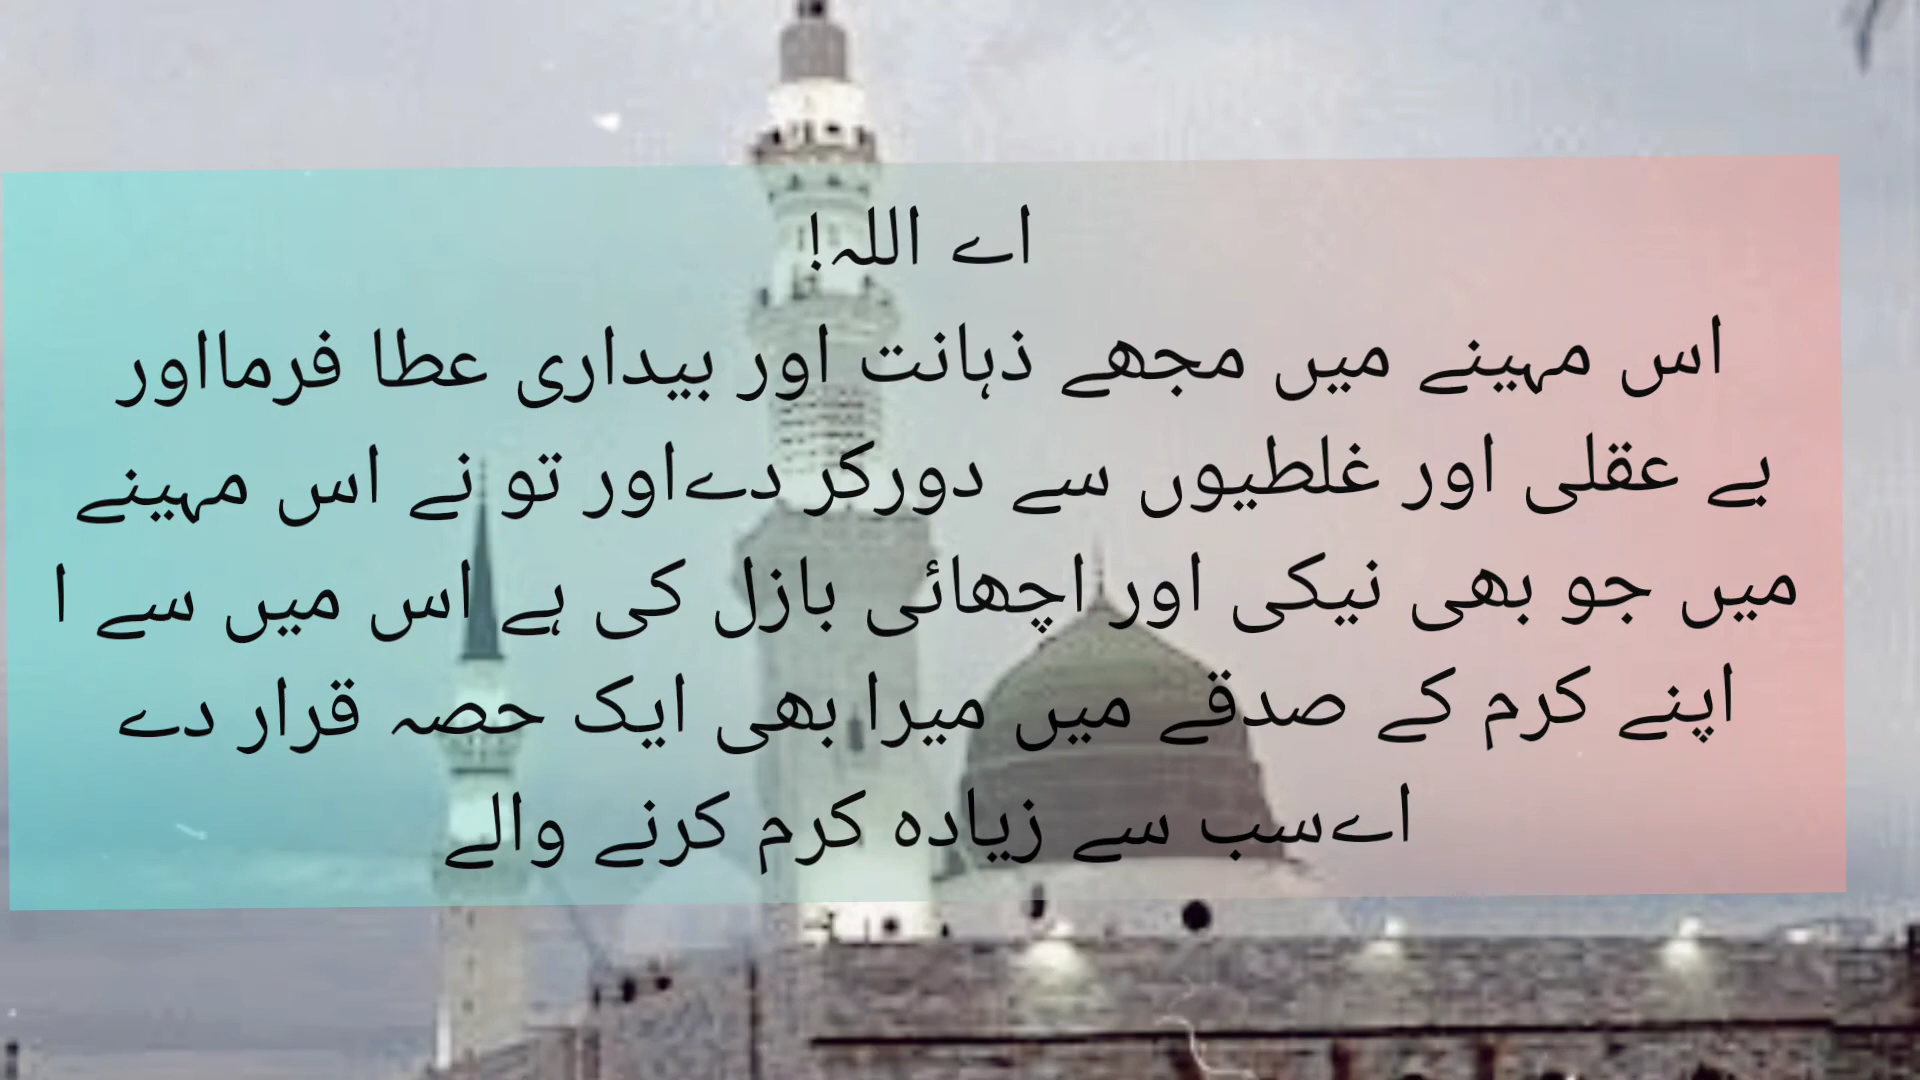 اے اللہ!
اس مہینے میں مجھے ذہانت اور بیداری عطا فرمااور
بے عقلی اور غلطیوں سے دورکر دےاور تو نے اس مہینے
میں جو بھی نیکی اور اچھائی بازل کی ہے اس میں سے ا
اپنے کرم کے صدقے میں میرا بھی ایک حصہ قرار دے
اےسب سے زیادہ کرم کرنے والے